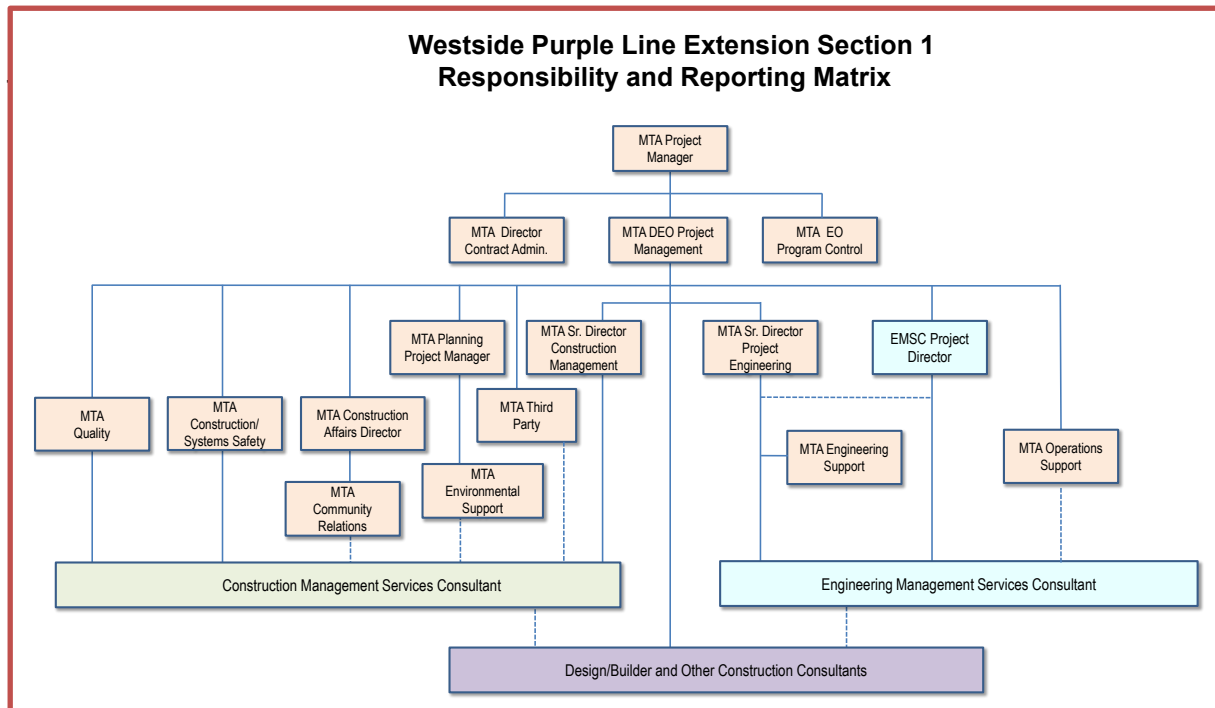 Westside Purple Line Extension Section 1
Responsibility and Reporting Matrix
MTA Project
Manager
MTA Director
Contract Admin.
MTA DEO Project
Management
MTA EO
Program Control
MTA Planning
Project Manager
MTA Sr. Director
Construction
Management
MTA Sr. Director
Project
Engineering
EMSC Project
Director
MTA
Quality
MTA
Construction/
Systems Safety
MTA Construction
Affairs Director
MTA Third
Party
MTA Engineering
Support
MTA Operations
Support
MTA
Community
Relations
MTA
Environmental
Support
Construction Management Services Consultant
Engineering Management Services Consultant
Design/Builder and Other Construction Consultants